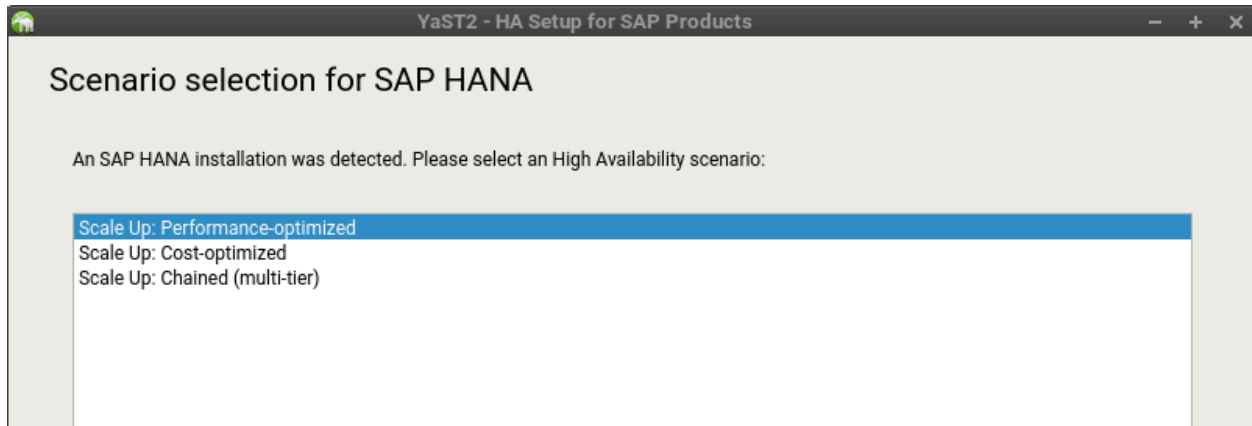 YaST2 - HA Setup for SAP Products
Scenario selection for SAP HANA
An SAP HANA installation was detected. Please select an High Availability scenario:
Scale Up: Performance-optimized
Scale Up: Cost-optimized
Scale Up: Chained (multi-tier)